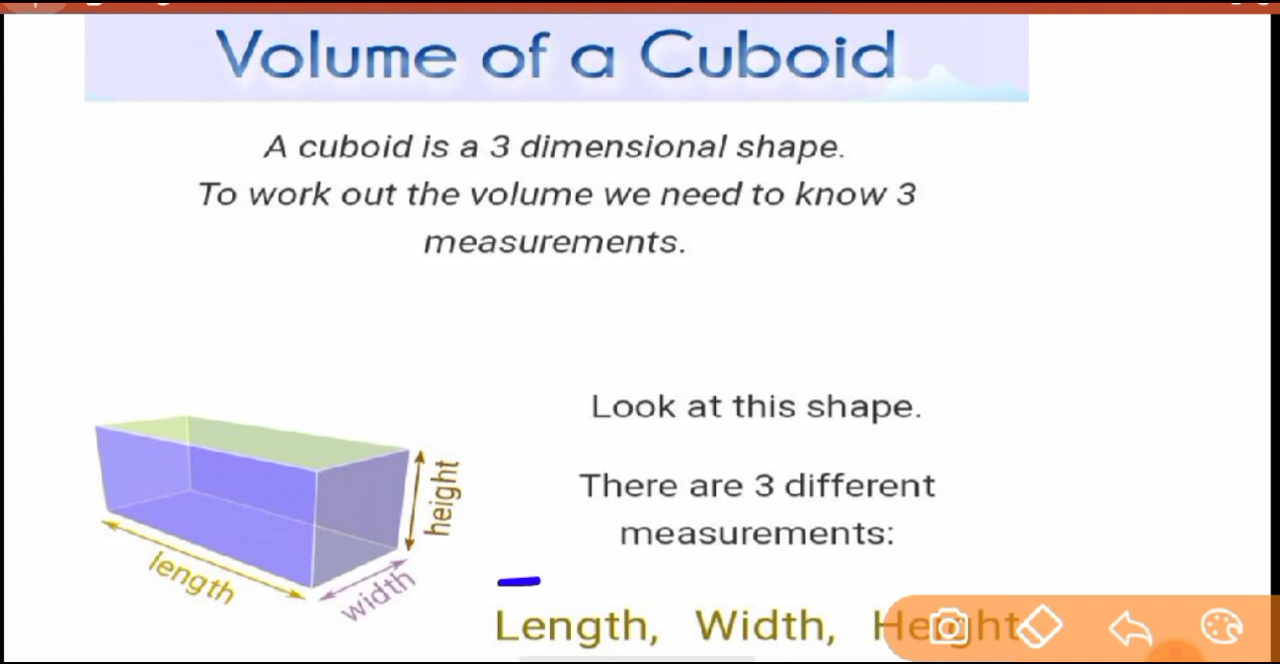 Volume of a Cuboid
A cuboid is a 3 dimensional shape.
To work out the volume we need to know 3
measurements.
Look at this shape.
There are 3 different
measurements:
height
length
width
Length, Width, Height